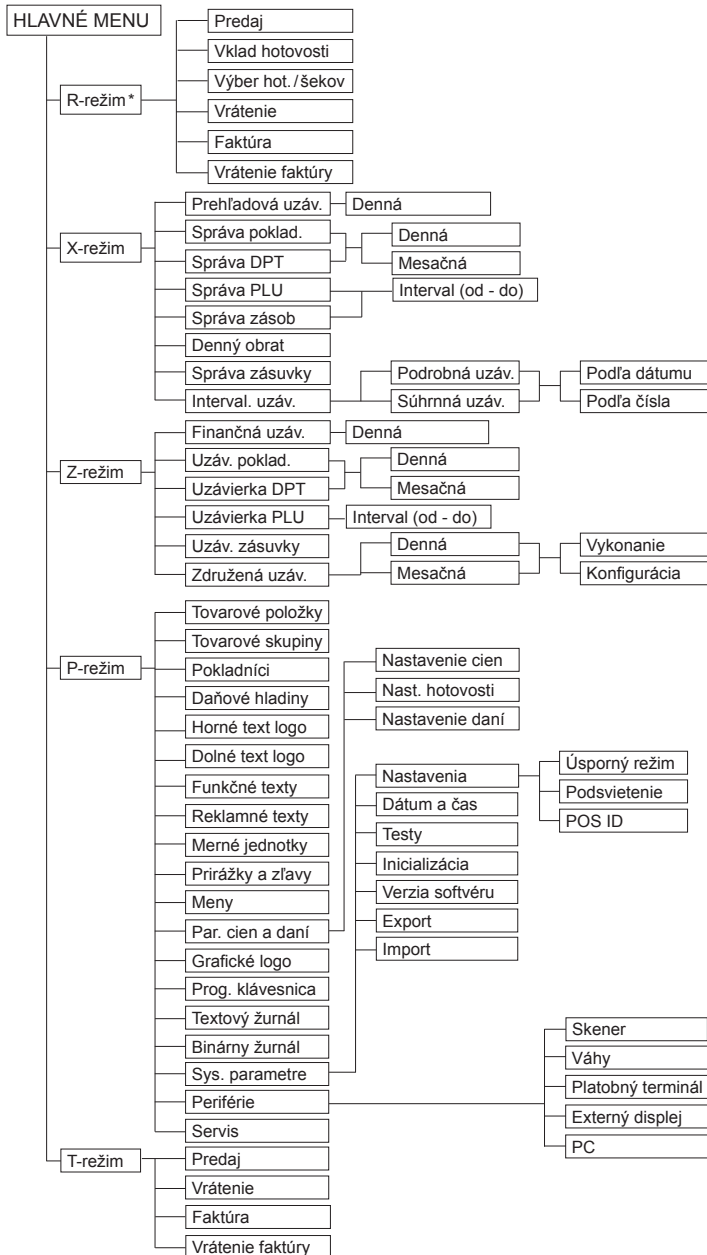 HLAVNÉ MENU
R-režim *
Predaj
Vklad hotovosti
Výber hot. / šekov
Vrátenie
Faktúra
Vrátenie faktúry
X-režim
Prehľadová uzáv.
Denná
Správa poklad.
Správa DPT
Denná
Mesačná
Správa PLU
Správa zásob
Interval (od - do)
Denný obrat
Správa zásuvky
Interval. uzáv.
Podrobná uzáv.
Súhrnná uzáv.
Podľa dátumu
Podľa čísla
Z-režim
Finančná uzáv.
Denná
Uzáv. poklad.
Uzávierka DPT
Denná
Mesačná
Uzávierka PLU
Interval (od - do)
Uzáv. zásuvky
Združená uzáv.
Denná
Mesačná
Vykonanie
Konfigurácia
P-režim
Tovarové položky
Tovarové skupiny
Pokladníci
Daňové hladiny
Horné text logo
Dolné text logo
Funkčné texty
Reklamné texty
Merné jednotky
Prirážky a zľavy
Meny
Par. cien a daní
Nastavenie cien
Nast. hotovosti
Nastavenie daní
Grafické logo
Prog. klávesnica
Textový žurnál
Binárny žurnál
Sys. parametre
Nastavenia
Úsporný režim
Podsvietenie
POS ID
Dátum a čas
Testy
Inicializácia
Verzia softvéru
Export
Import
Periférie
Skener
Váhy
Platobný terminál
Externý displej
PC
Servis
T-režim
Predaj
Vrátenie
Faktúra
Vrátenie faktúry